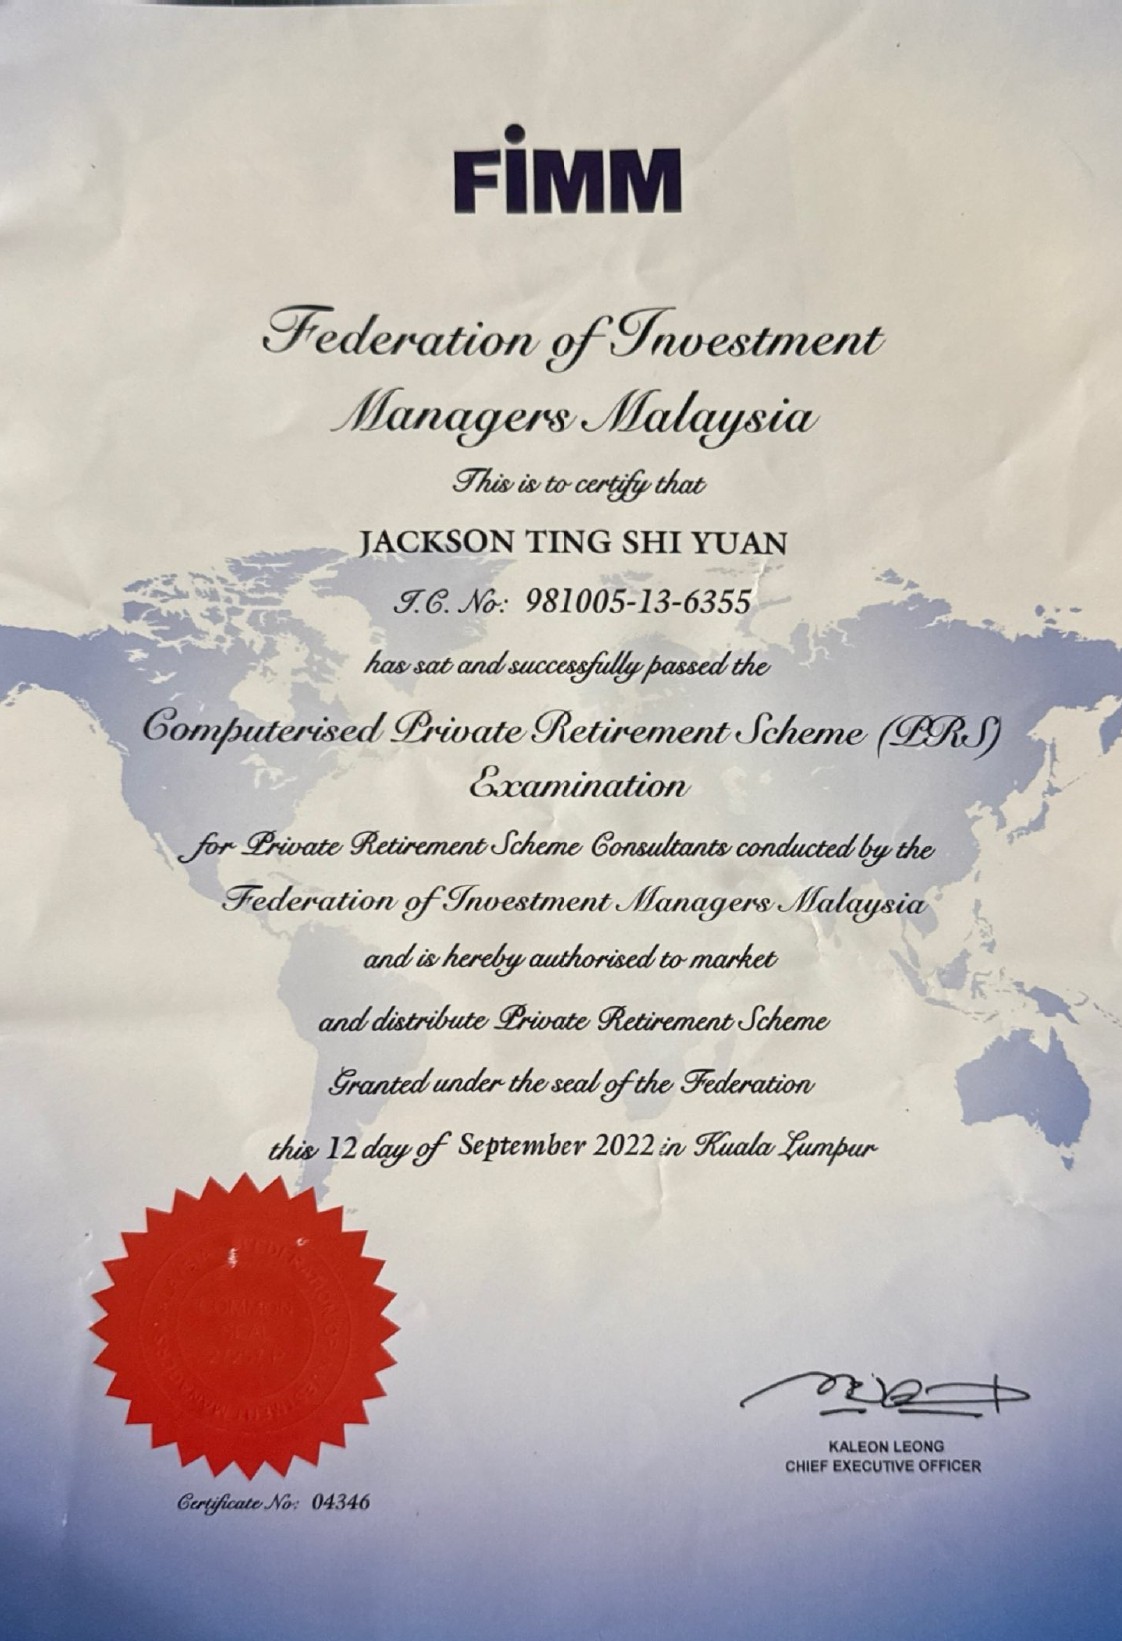 FiMM
Federation of Investment
Managers Malaysia
This is to certify that
JACKSON TING SHI YUAN
I.C. No: 981005-13-6355
has sat and successfully passed the
Computerised Private Retirement Scheme (PRS)
Examination
for Private Retirement Scheme Consultants conducted by the
Federation of Investment Managers Malaysia
and is hereby authorised to market
and distribute Private Retirement Scheme
Granted under the seal of the Federation
this 12 day of September 2022 in Kuala Lumpur
COMMON
KALEON LEONG
CHIEF EXECUTIVE OFFICER
Certificate No: 04346